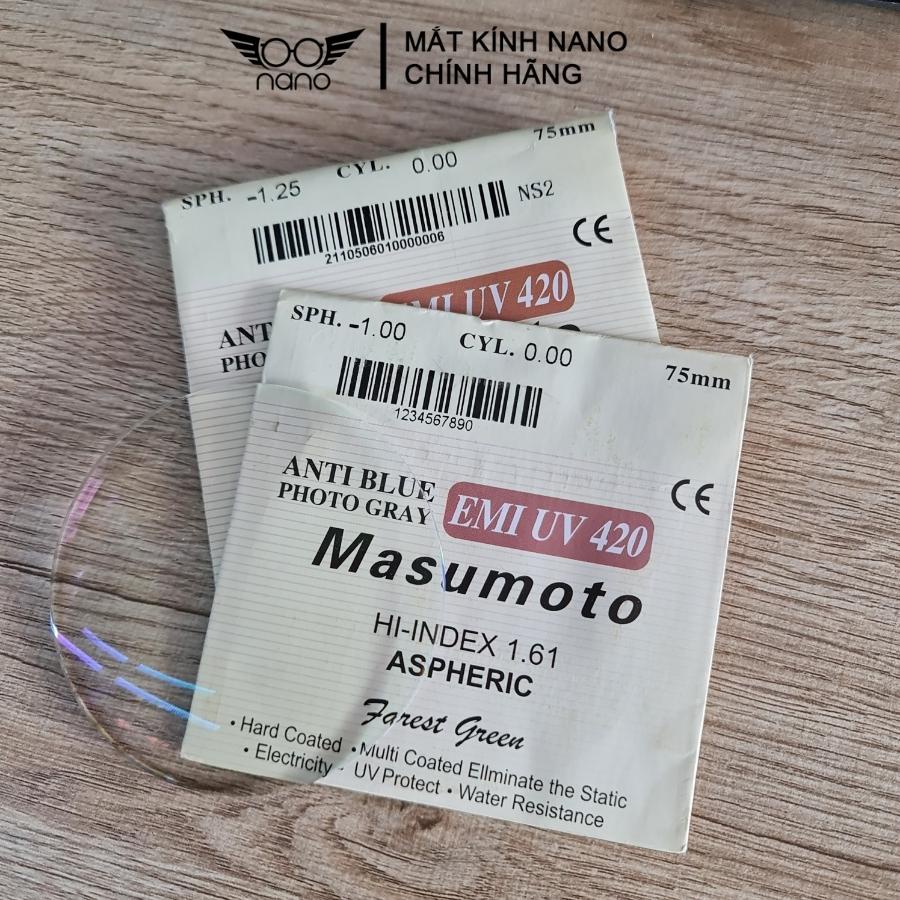 nano
MẮT KÍNH NANO
CHÍNH HÃNG
SPH. -1.25 CYL. 0.00 75mm
2110506010000006
NS2
CE
EMI UV 420
ANTI
PHO
SPH. -1.00 CYL. 0.00 75mm
1234567890
CE
ANTI BLUE
PHOTO GRAY
EMI UV 420
Masumoto
HI-INDEX 1.61
ASPHERIC
Farest Green
• Hard Coated • Multi Coated Ellminate the Static
• Electricity • UV Protect • Water Resistance